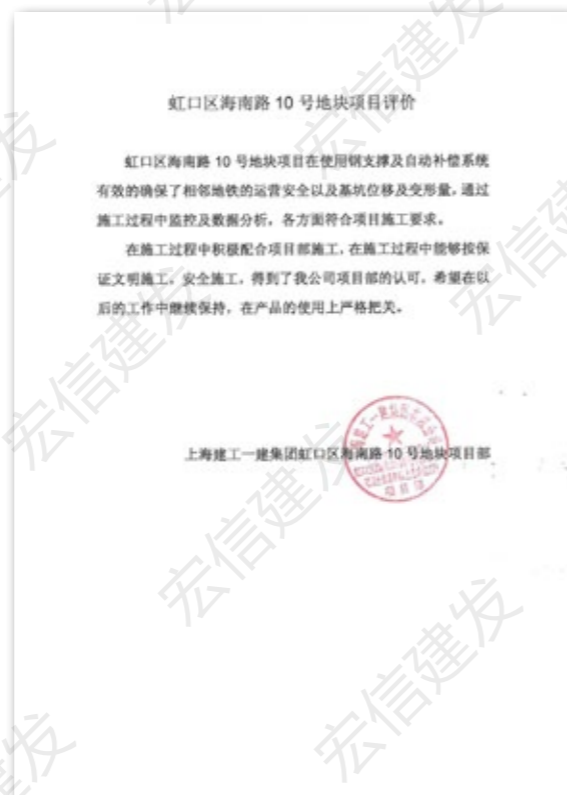 虹口区海南路 10 号地块项目评价
虹口区海南路 10 号地块项目在使用钢支撑及自动补偿系统
有效的确保了相邻地铁的运营安全以及基坑位移及变形量,通过
施工过程中监控及数据分析,各方面符合项目施工要求。
在施工过程中积极配合项目部施工,在施工过程中能够按保
证文明施工,安全施工,得到了我公司项目部的认可,希望在以
后的工作中继续保持,在产品的使用上严格把关。
上海建工一建集团虹口区海南路 10 号地块项目部
宏信建发
宏信建发
宏信建发
宏信建发
宏信建发